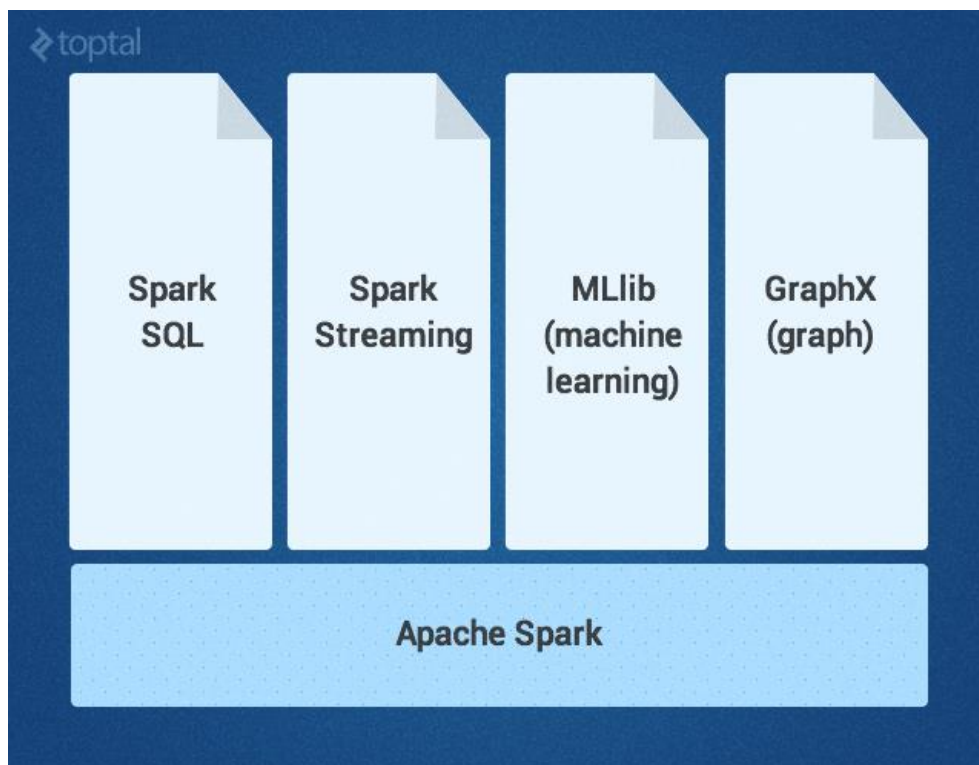 toptal
Spark
SQL
Spark
Streaming
MLlib
(machine
learning)
GraphX
(graph)
Apache Spark